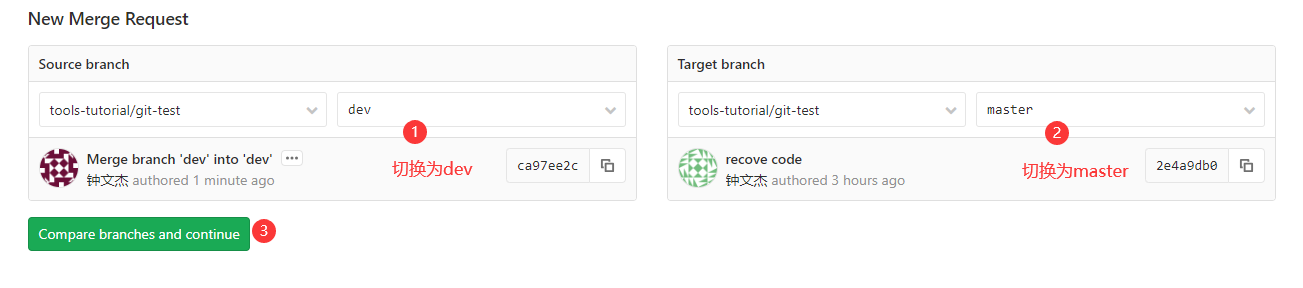 New Merge Request
Source branch
tools-tutorial/git-test
dev
1
切换为dev
Merge branch 'dev' into 'dev'
钟文杰 authored 1 minute ago
ca97ee2c
Target branch
tools-tutorial/git-test
master
2
切换为master
recove code
钟文杰 authored 3 hours ago
2e4a9db0
Compare branches and continue
3